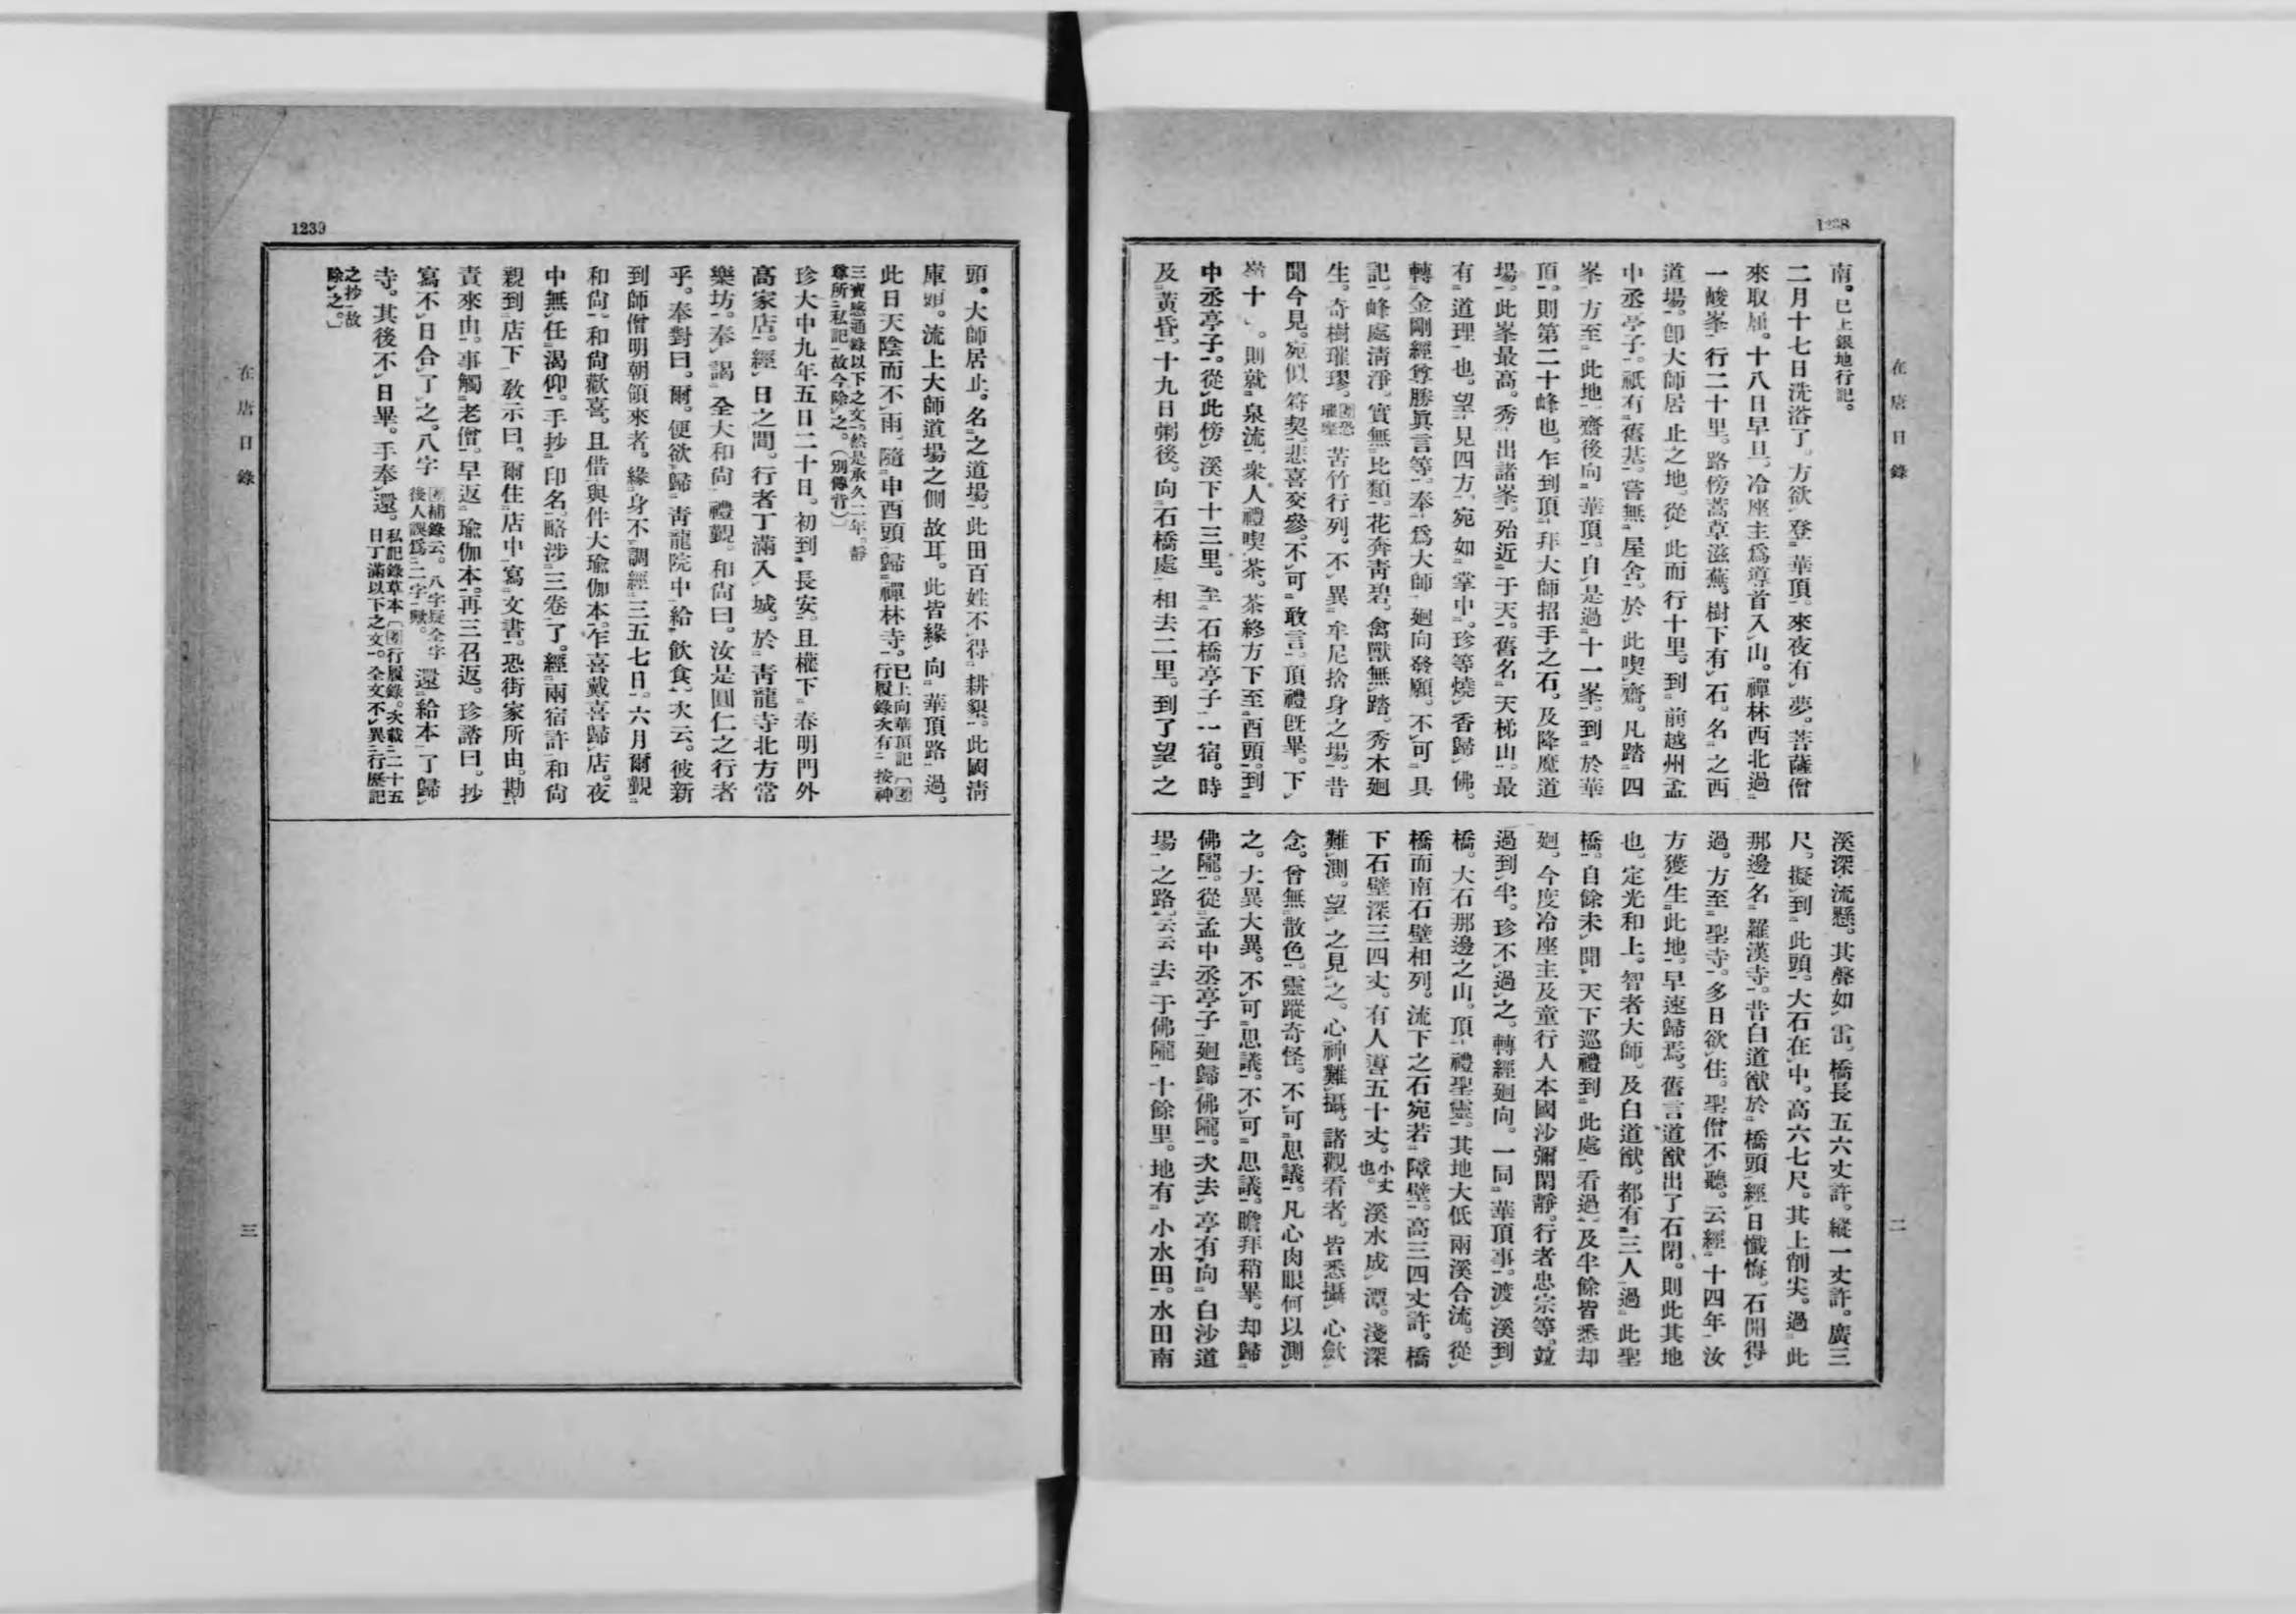 在唐日錄
二
南。已上銀地行記。
二月十七日洗浴了。方欲登華頂。來夜有夢。菩薩僧
來取屈。十八日早旦。冷座主爲導首入山。禪林西北過
一峻峯行二十里。路傍蒿草滋蕪。樹下有石。名之西
道場。卽大師居止之地。從此而行十里。到前越州孟
中丞亭子。祇有舊基。嘗無屋舍。於此喫齋。凡踏四
峯。方至此地。齋後向華頂。自是過十一峯。到於華
頂。則第二十峰也。乍到頂。拜大師招手之石。及降魔道
場。此峯最高。秀出諸峯。殆近于天。舊名天梯山。最
有道理也。望見四方。宛如掌中。珍等燒香歸佛。
轉金剛經尊勝眞言等。奉爲大師廻向發願。不可具
記。峰處淸淨。實無比類。花奔靑碧。禽獸無踏。秀木廻
生。奇樹璀璨。苦竹行列。不異牟尼捨身之場。昔
聞今見。宛似符契。悲喜交參。不可敢言。頂禮旣畢。下
則就泉流。衆人禮喫茶。茶終方下至酉頭。到
中丞亭子。從此傍溪下十三里。至石橋亭子一宿。時
及黃昏。十九日粥後。向石橋處相去二里。到了望之
溪深流懸。其聲如雷。橋長五六丈許。縱一丈許。廣三
尺。擬到此頭。大石在中。高六七尺。其上削尖。過此
那邊名羅漢寺。昔白道猷於橋頭經日懺悔。石開得
過。方至聖寺。多日欲住。聖僧不聽。云經十四年汝
方獲生此地。早速歸焉。舊言道猷出了石閉。則此其地
也。定光和上。智者大師。及白道猷。都有三人過此聖
橋。自餘未聞。天下巡禮到此處看過。及半餘皆悉却
廻。今度冷座主及童行人本國沙彌閑靜。行者忠宗等。竝
過到半。珍不過之。轉經廻向。一同華頂事。渡溪到
橋。大石那邊之山。頂禮聖靈。其地大低兩溪合流。從
橋而南石壁相列。流下之石宛若障壁。高三四丈許。橋
下石壁深三四丈。有人導五十丈。小丈也。溪水成潭。淺深
難測。望之見之。心神難攝。諸觀看者。皆悉攝心斂
念。曾無散色。靈蹤奇怪。不可思議。凡心肉眼何以測
之。大異大異。不可思議。不可思議。瞻拜稍畢。却歸
佛隴。從孟中丞亭子廻歸佛隴。次去亭有向白沙道
場之路。云云去于佛隴十餘里。地有小水田。水田南
1239
頭。大師居止。名之道場。此田百姓不得耕墾。此國淸
庫頭。流上大師道場之側故耳。此皆緣向華頂路過。
此日天陰而不雨。隨申酉頭歸禪林寺。已上向華頂記〔考行履錄次有按神
三寶感通錄以下之文。然是承久二年。靜
尊所私記故今除之。(別傳背)〕
珍大中九年五日二十日。初到長安。且權下春明門外
高家店。經日之間。行者丁滿入城。於靑龍寺北方常
樂坊。奉謁全大和尙禮覲。和尙曰。汝是圓仁之行者
乎。奉對曰。爾。便欲歸靑龍院中給飮食。次云。彼新
到師僧明朝領來者。緣身不調經三五七日。六月爾覲
和尙。和尙歡喜。且借與件大瑜伽本。乍喜戴喜歸店。夜
中無任渴仰。手抄印名。略涉三卷了。經兩宿許和尙
親到店下敎示曰。爾住店中寫文書。恐街家所由。勘
責來由。事觸老僧。早返瑜伽本。再三召返。珍諮曰。抄
寫不日合了之。八字〔考補錄云。八字疑全字後人誤爲二字歟。〕還給本了歸
寺。其後不日畢。手奉還。私記錄草本〔考行履錄。次載二十五日丁滿以下之文。全文不異行歷記
之抄故
除之。〕
在唐日錄
三